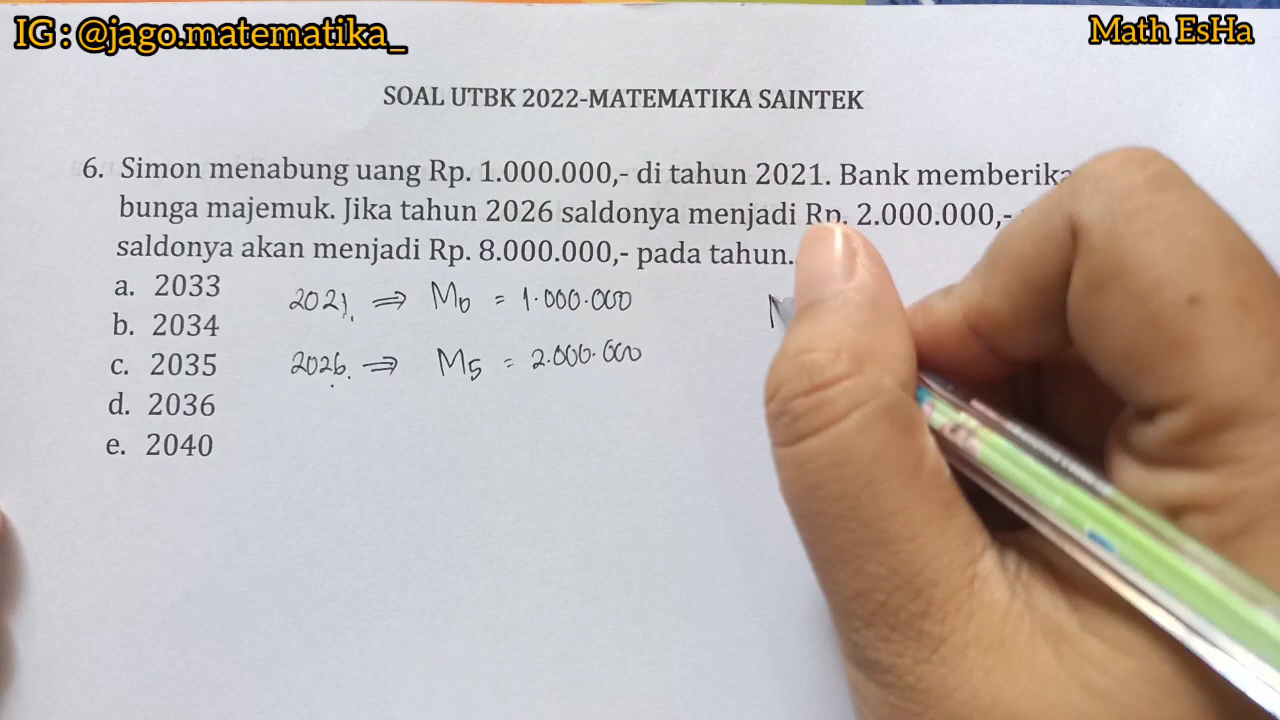 IG : @jago.matematika_
Math EsHa
SOAL UTBK 2022-MATEMATIKA SAINTEK
6. Simon menabung uang Rp. 1.000.000,- di tahun 2021. Bank
bunga majemuk. Jika tahun 2026 saldonya menjadi Rp. 2.000.000,-
saldonya akan menjadi Rp. 8.000.000,- pada tahun.
a. 2033
2021. ⇒ M₀ = 1.000.000
b. 2034
2026. ⇒ M₅ = 2.000.000
c. 2035
d. 2036
e. 2040